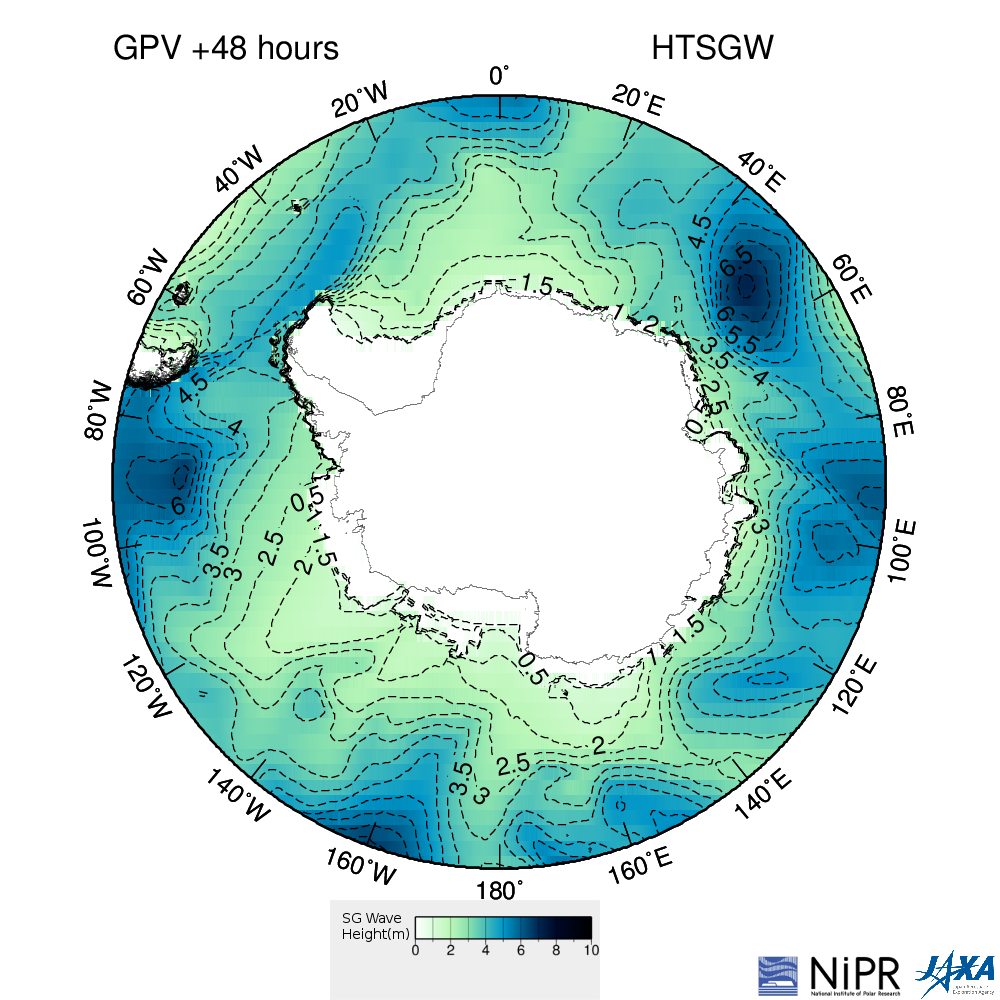 GPV +48 hours
HTSGW
0°
20°W
20°E
40°W
40°E
60°W
60°E
80°W
80°E
100°W
100°E
120°W
120°E
140°W
140°E
160°W
160°E
180°
4.5
6.5
6
5.5
1.5
1
2
3.5
4
2.5
0.5
4.5
4
6
0.5
1
1.5
2.5
2
3.5
3
3
1.5
1
0.5
2
2.5
3.5
3
SG Wave
Height(m)
0 2 4 6 8 10
NiPR
National Institute of Polar Research
JAXA
Japan Aerospace
Exploration Agency